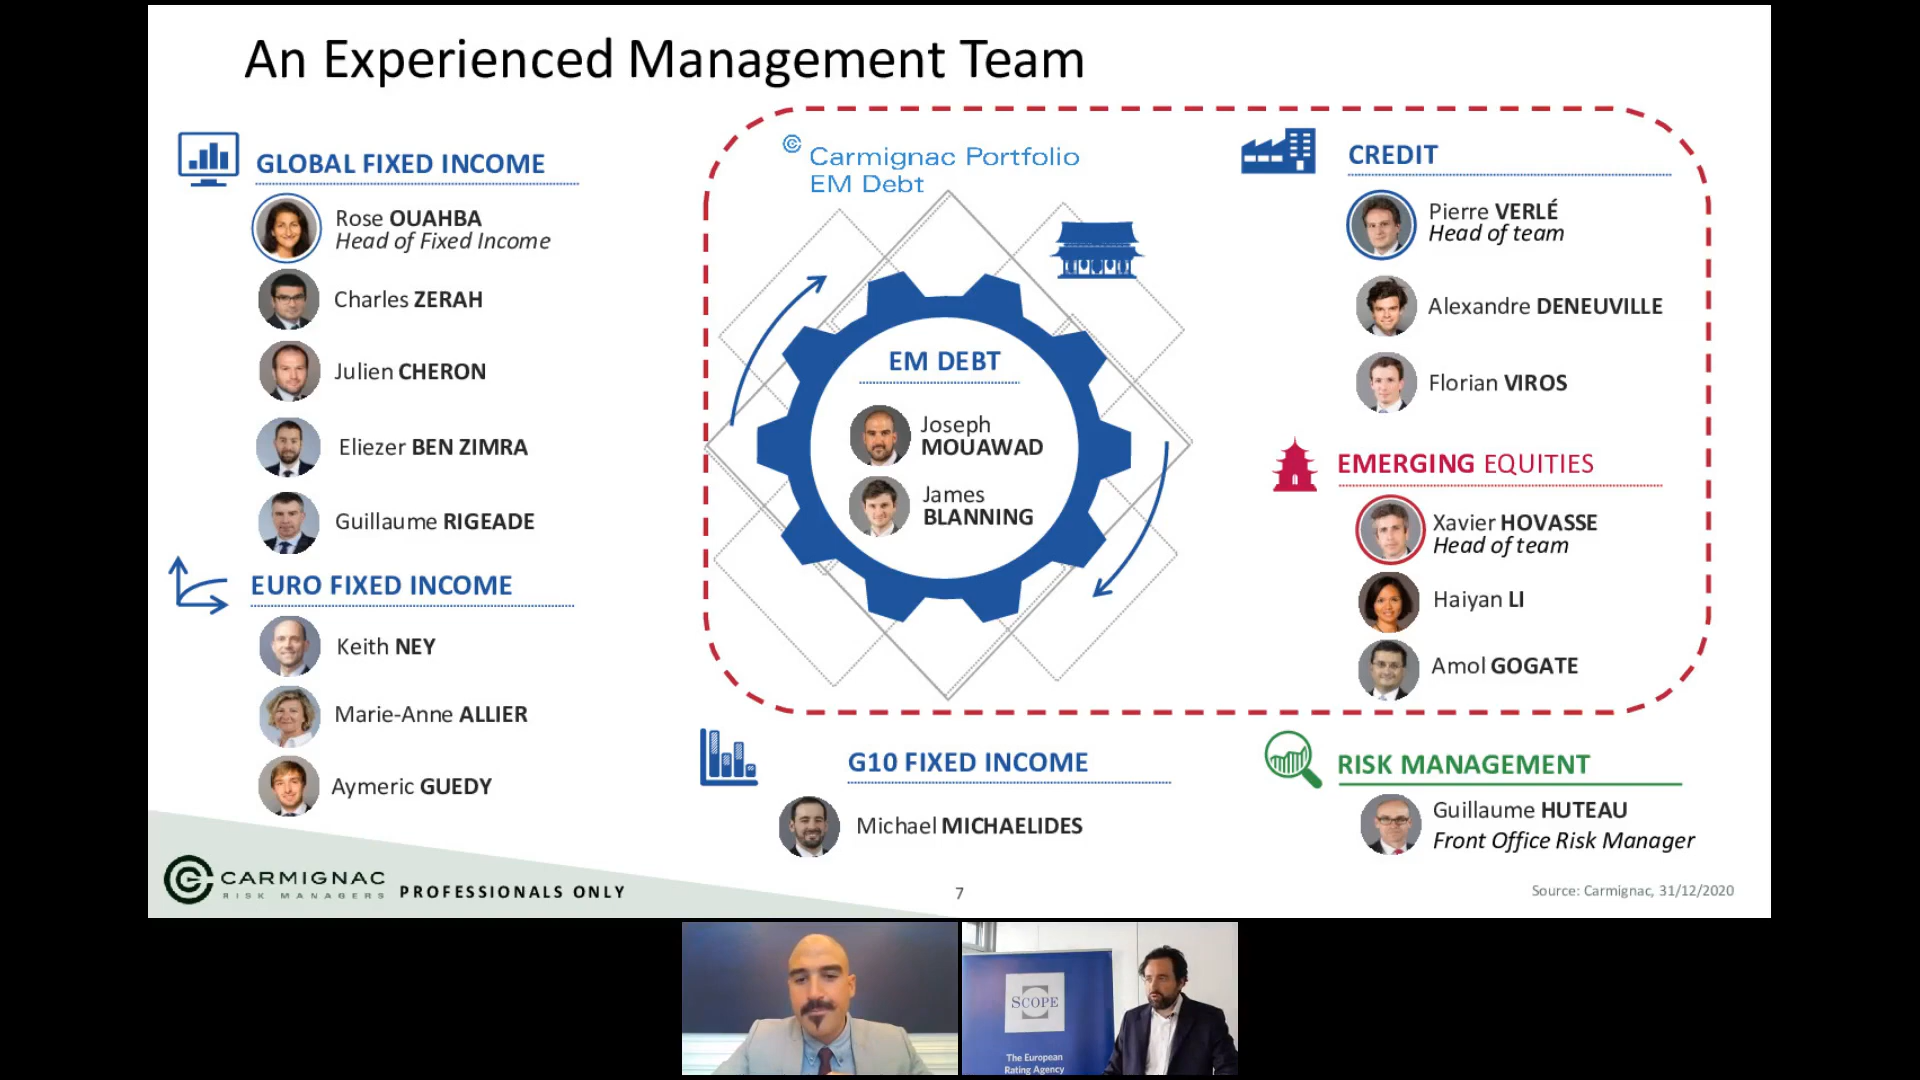 An Experienced Management Team
GLOBAL FIXED INCOME
Rose OUAHBA
Head of Fixed Income
Charles ZERAH
Julien CHERON
Eliezer BEN ZIMRA
Guillaume RIGEADE
EURO FIXED INCOME
Keith NEY
Marie-Anne ALLIER
Aymeric GUEDY
Carmignac Portfolio
EM Debt
EM DEBT
Joseph
MOUAWAD
James
BLANNING
CREDIT
Pierre VERLÉ
Head of team
Alexandre DENEUVILLE
Florian VIROS
EMERGING EQUITIES
Xavier HOVASSE
Head of team
Haiyan LI
Amol GOGATE
G10 FIXED INCOME
Michael MICHAELIDES
RISK MANAGEMENT
Guillaume HUTEAU
Front Office Risk Manager
CARMIGNAC
RISK MANAGERS
PROFESSIONALS ONLY
7
Source: Carmignac, 31/12/2020
SCOPE
The European
Rating Agency